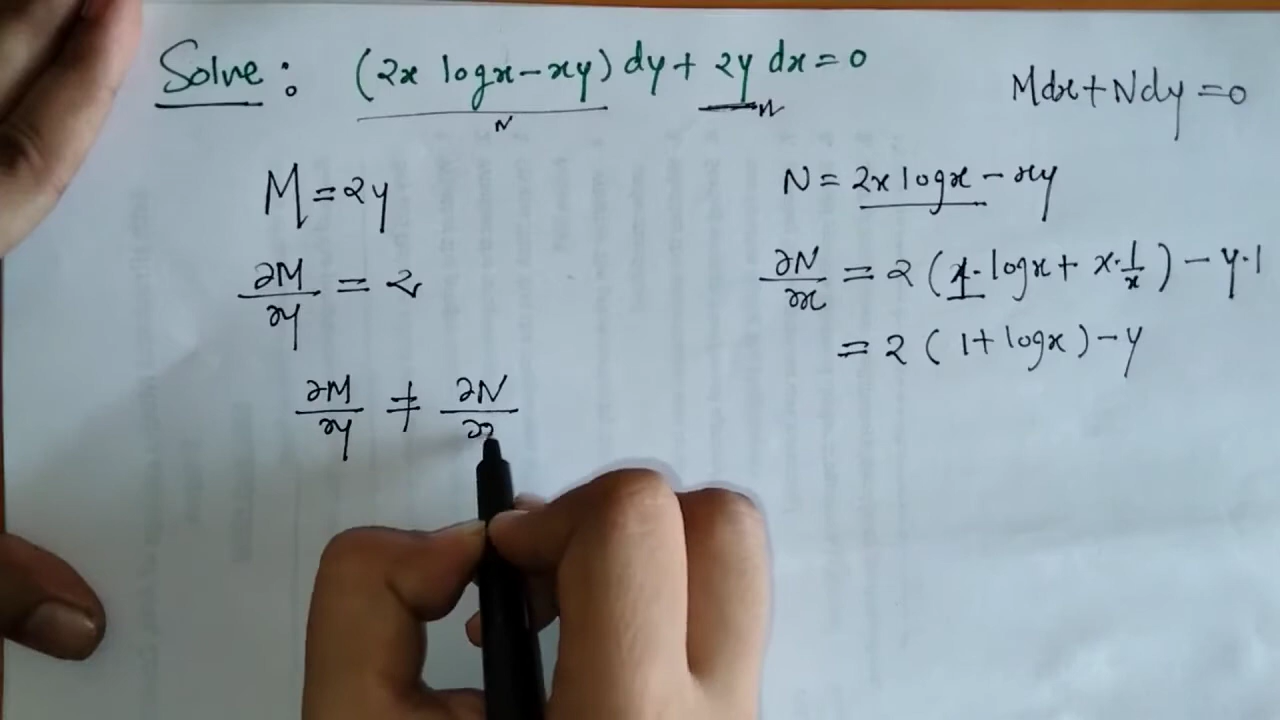 Solve : (2x logx - xy) dy + 2y dx = 0
N M
Mdx + Ndy = 0
M = 2y
N = 2x logx - xy
∂M/∂y = 2
∂N/∂x = 2 (1· logx + x· 1/x) - y·1
= 2 (1 + logx) - y
∂M/∂y ≠ ∂N/∂x